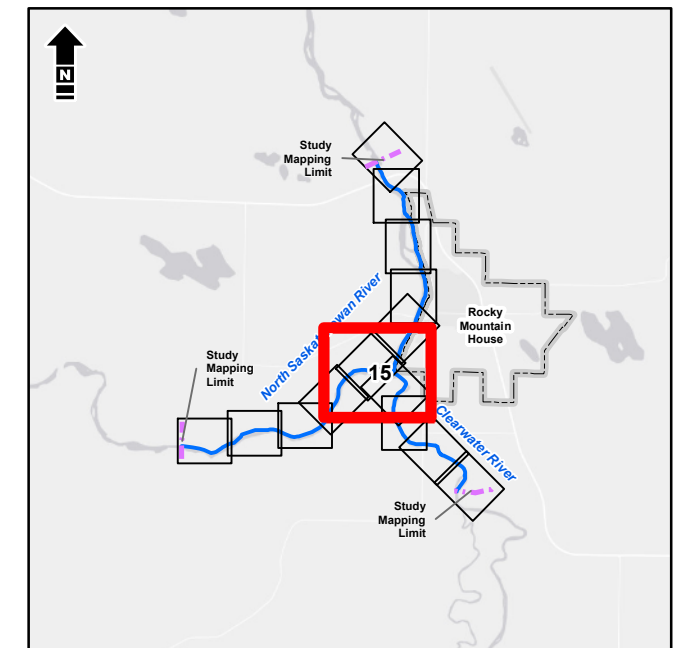 N
Study
Mapping
Limit
North Saskatchewan River
Rocky
Mountain
House
Study
Mapping
Limit
15
Clearwater River
Study
Mapping
Limit